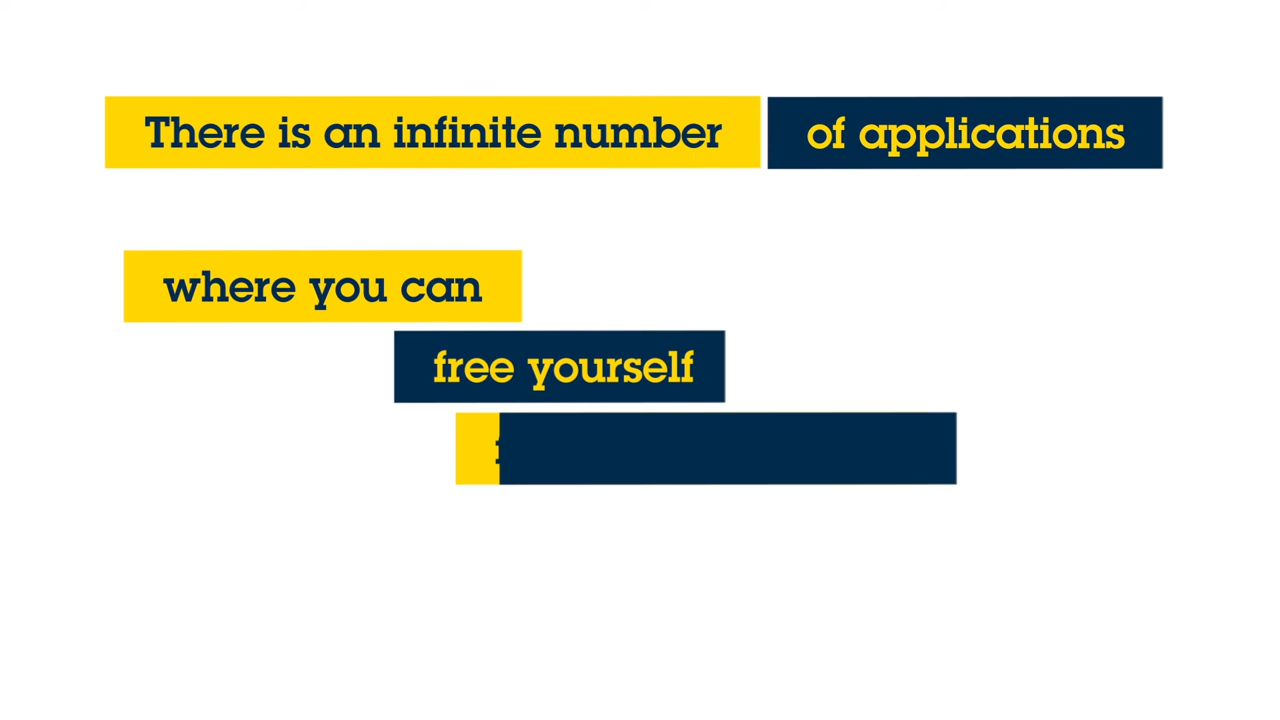 There is an infinite number of applications
where you can
free yourself